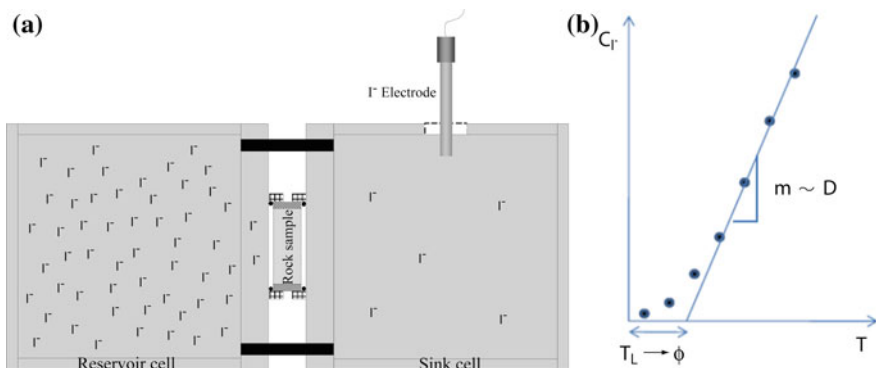 (a)
I⁻ Electrode
I⁻
Rock sample
Reservoir cell
Sink cell
(b)
C_I⁻
m ~ D
T_L → ϕ
T